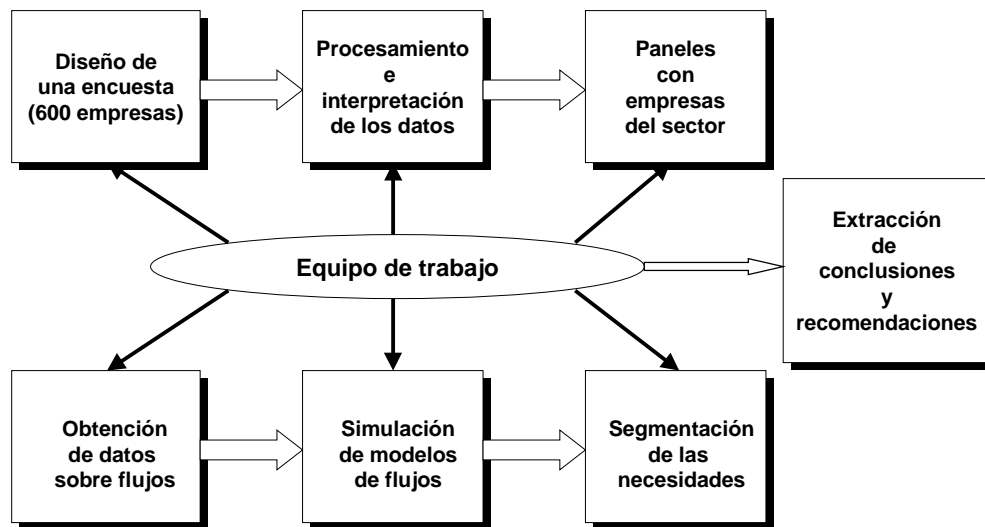 Diseño de
una encuesta
(600 empresas)
Procesamiento
e
interpretación
de los datos
Paneles
con
empresas
del sector
Equipo de trabajo
Extracción
de
conclusiones
y
recomendaciones
Obtención
de datos
sobre flujos
Simulación
de modelos
de flujos
Segmentación
de las
necesidades